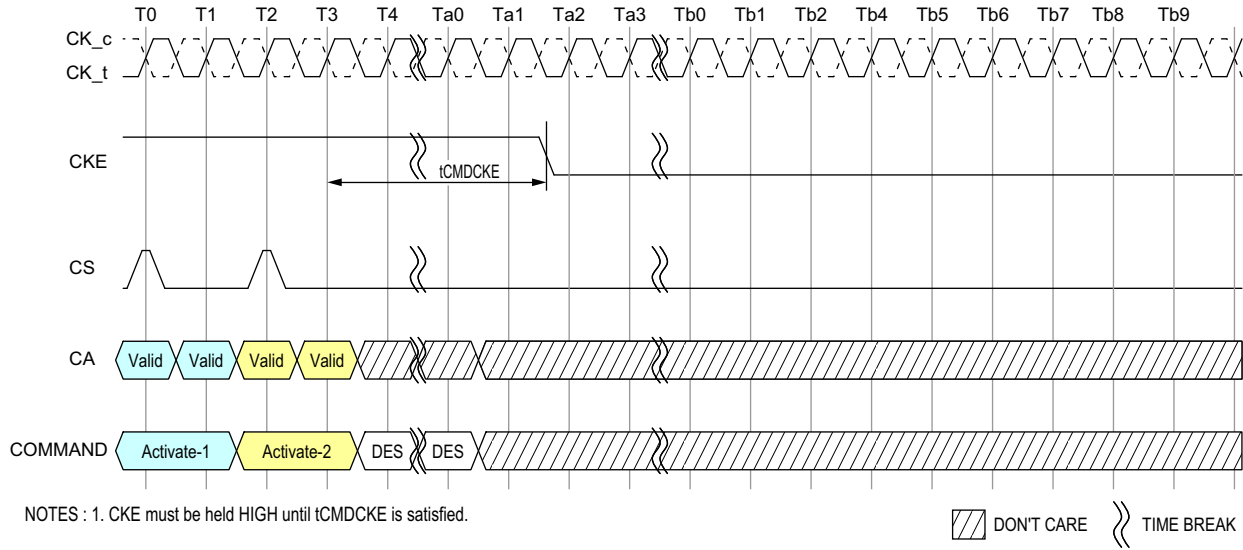 T0 T1 T2 T3 T4 Ta0 Ta1 Ta2 Ta3 Tb0 Tb1 Tb2 Tb4 Tb5 Tb6 Tb7 Tb8 Tb9
CK_c
CK_t
CKE
tCMDCKE
CS
CA Valid Valid Valid Valid
COMMAND Activate-1 Activate-2 DES DES
NOTES : 1. CKE must be held HIGH until tCMDCKE is satisfied.
DON'T CARE TIME BREAK